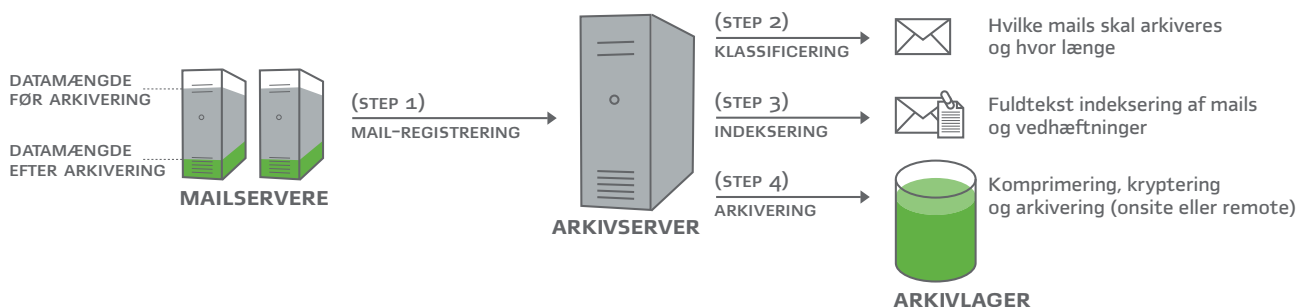 DATAMÆNGDE
FØR ARKIVERING
DATAMÆNGDE
EFTER ARKIVERING
MAILSERVERE
(STEP 1)
MAIL-REGISTRERING
ARKIVSERVER
(STEP 2)
KLASSIFICERING
Hvilke mails skal arkiveres
og hvor længe
(STEP 3)
INDEKSERING
Fuldtekst indeksering af mails
og vedhæftninger
(STEP 4)
ARKIVERING
Komprimering, kryptering
og arkivering (onsite eller remote)
ARKIVLAGER